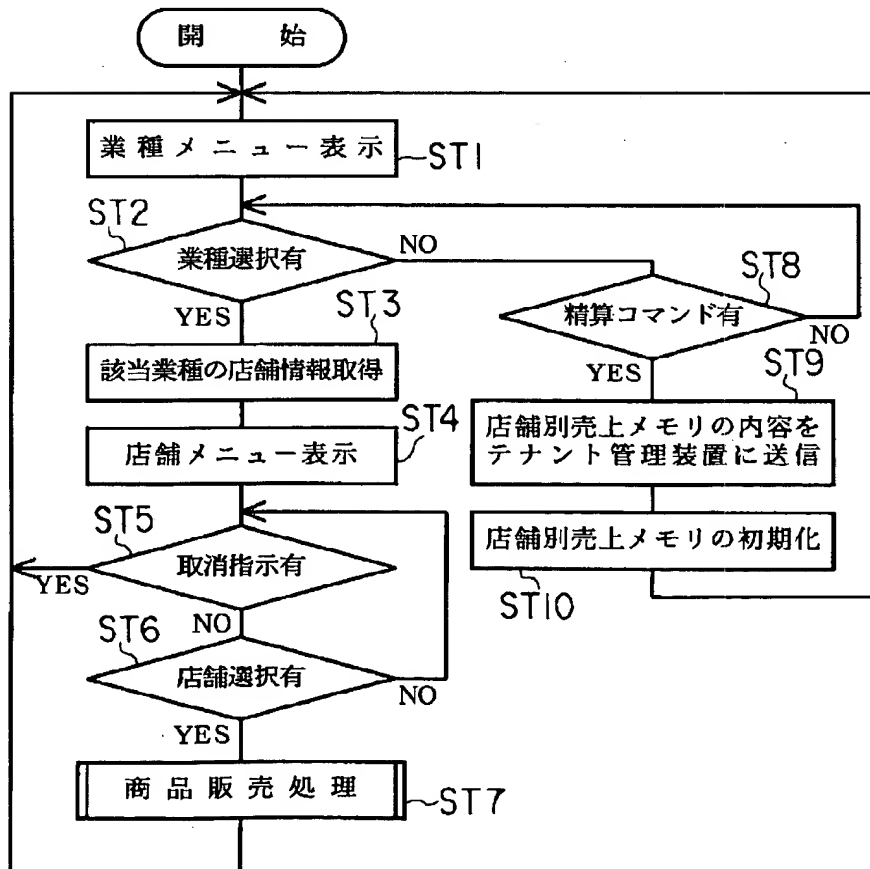 開 始
業種メニュー表示
ST1
ST2
業種選択有
NO
YES
ST3
該当業種の店舗情報取得
店舗メニュー表示
ST4
ST5
取消指示有
YES
NO
ST6
店舗選択有
NO
YES
商品販売処理
ST7
ST8
精算コマンド有
NO
YES
ST9
店舗別売上メモリの内容を
テナント管理装置に送信
店舗別売上メモリの初期化
ST10